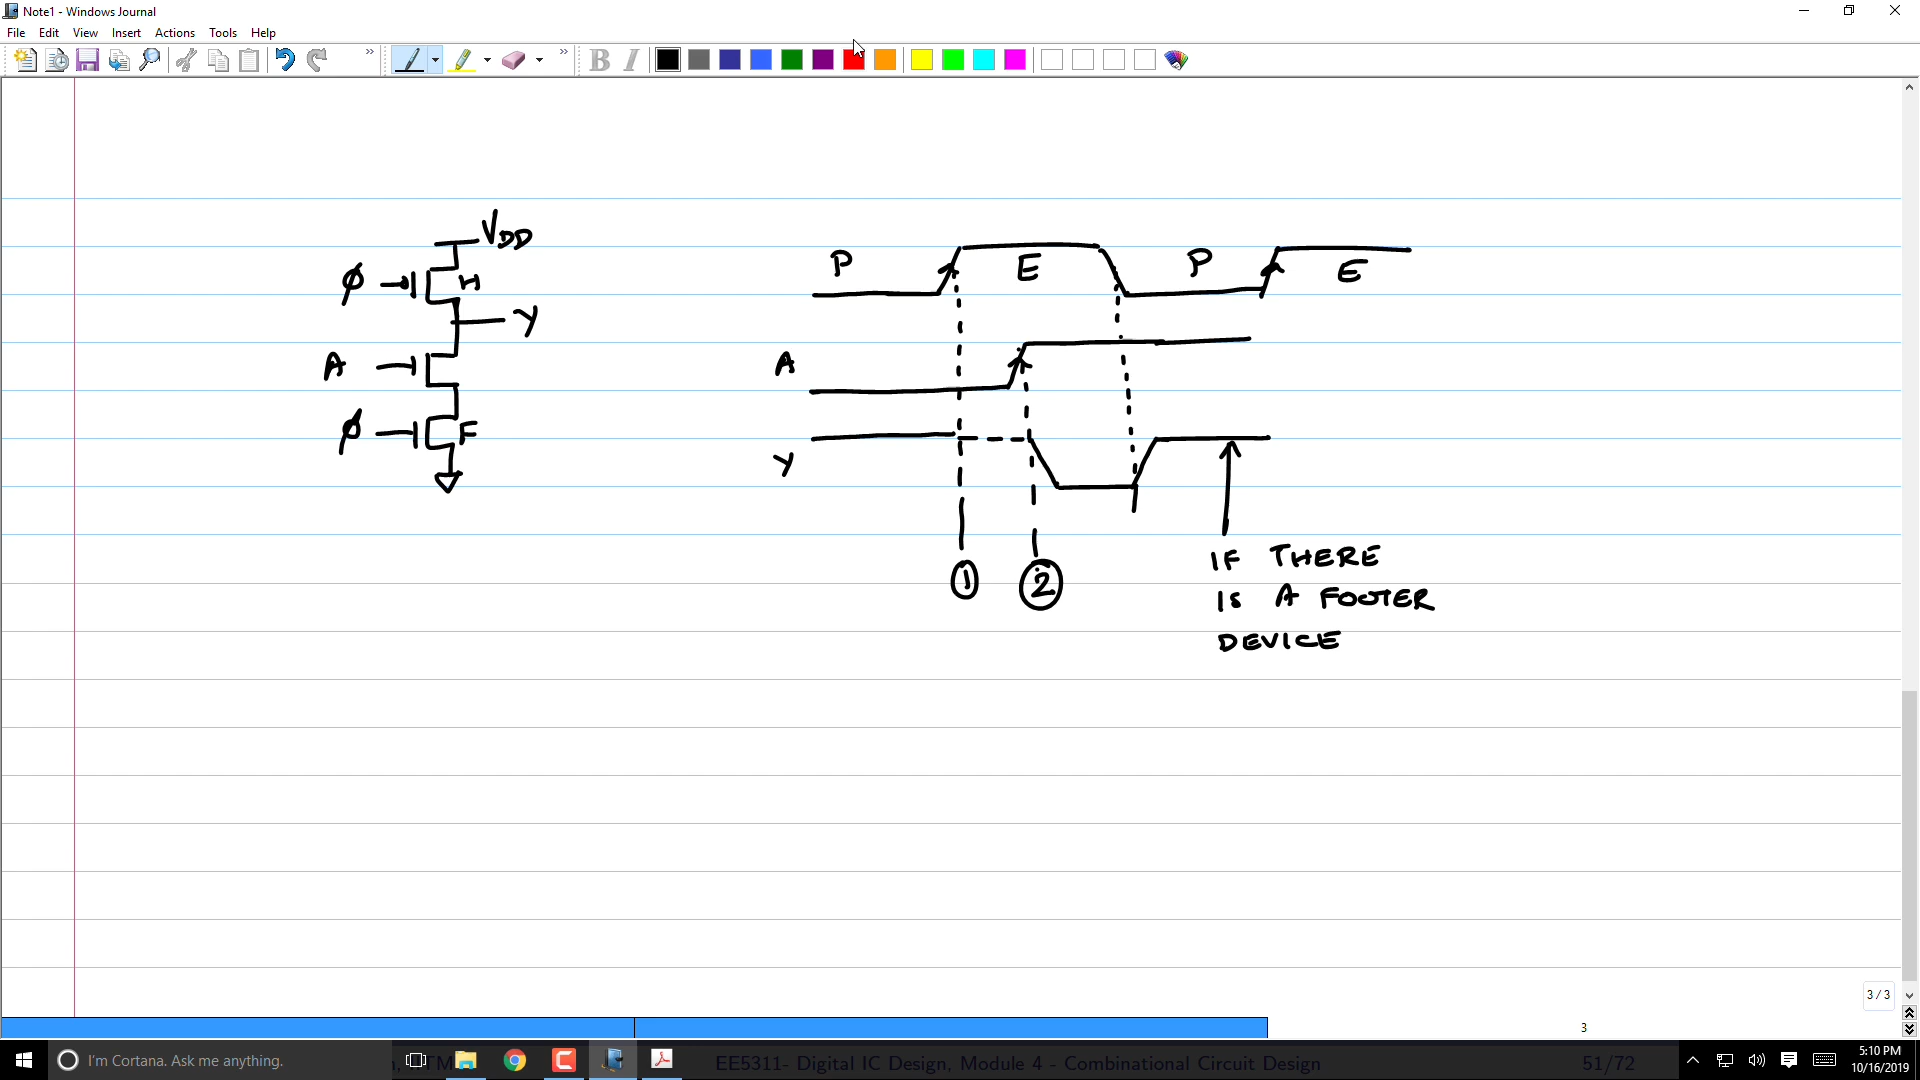 Note1 - Windows Journal
File Edit View Insert Actions Tools Help
B I
VDD
ϕ H
Y
A
ϕ F
P E P E
A
Y
1 2
IF THERE
IS A FOOTER
DEVICE
3 / 3
3
I'm Cortana. Ask me anything.
EE5311- Digital IC Design, Module 4 - Combinational Circuit Design
51/72
5:10 PM
10/16/2019